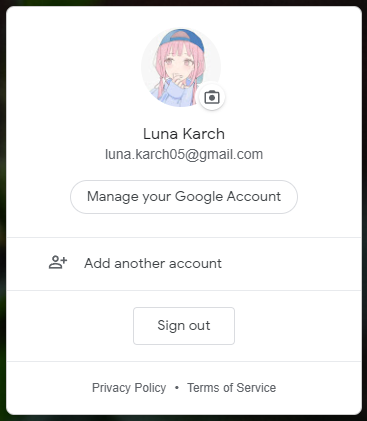 Luna Karch
luna.karch05@gmail.com
Manage your Google Account
Add another account
Sign out
Privacy Policy • Terms of Service